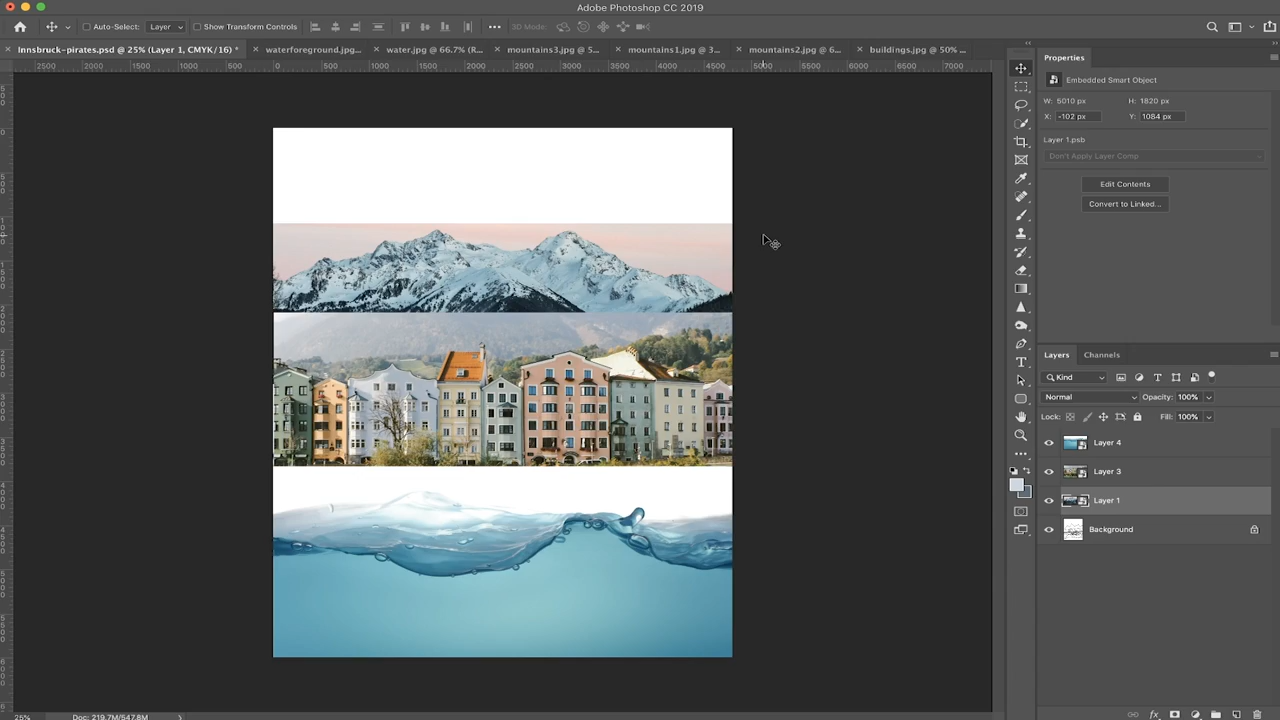 Adobe Photoshop CC 2019
Auto-Select: Layer Show Transform Controls 3D Mode:
Innsbruck-pirates.psd @ 25% (Layer 1, CMYK/16) * waterforeground.jpg... water.jpg @ 66.7% (R... mountains3.jpg @ 5... mountains1.jpg @ 3... mountains2.jpg @ 6... buildings.jpg @ 50% ...
2500 2000 1500 1000 500 0 500 1000 1500 2000 2500 3000 3500 4000 4500 5000 5500 6000 6500 7000
Properties
Embedded Smart Object
W: 5010 px H: 1820 px
X: -102 px Y: 1084 px
Layer 1.psb
Don't Apply Layer Comp
Edit Contents
Convert to Linked...
Layers Channels
Kind
Normal Opacity: 100%
Lock: Fill: 100%
Layer 4
Layer 3
Layer 1
Background
25% Doc: 219.7M/547.8M